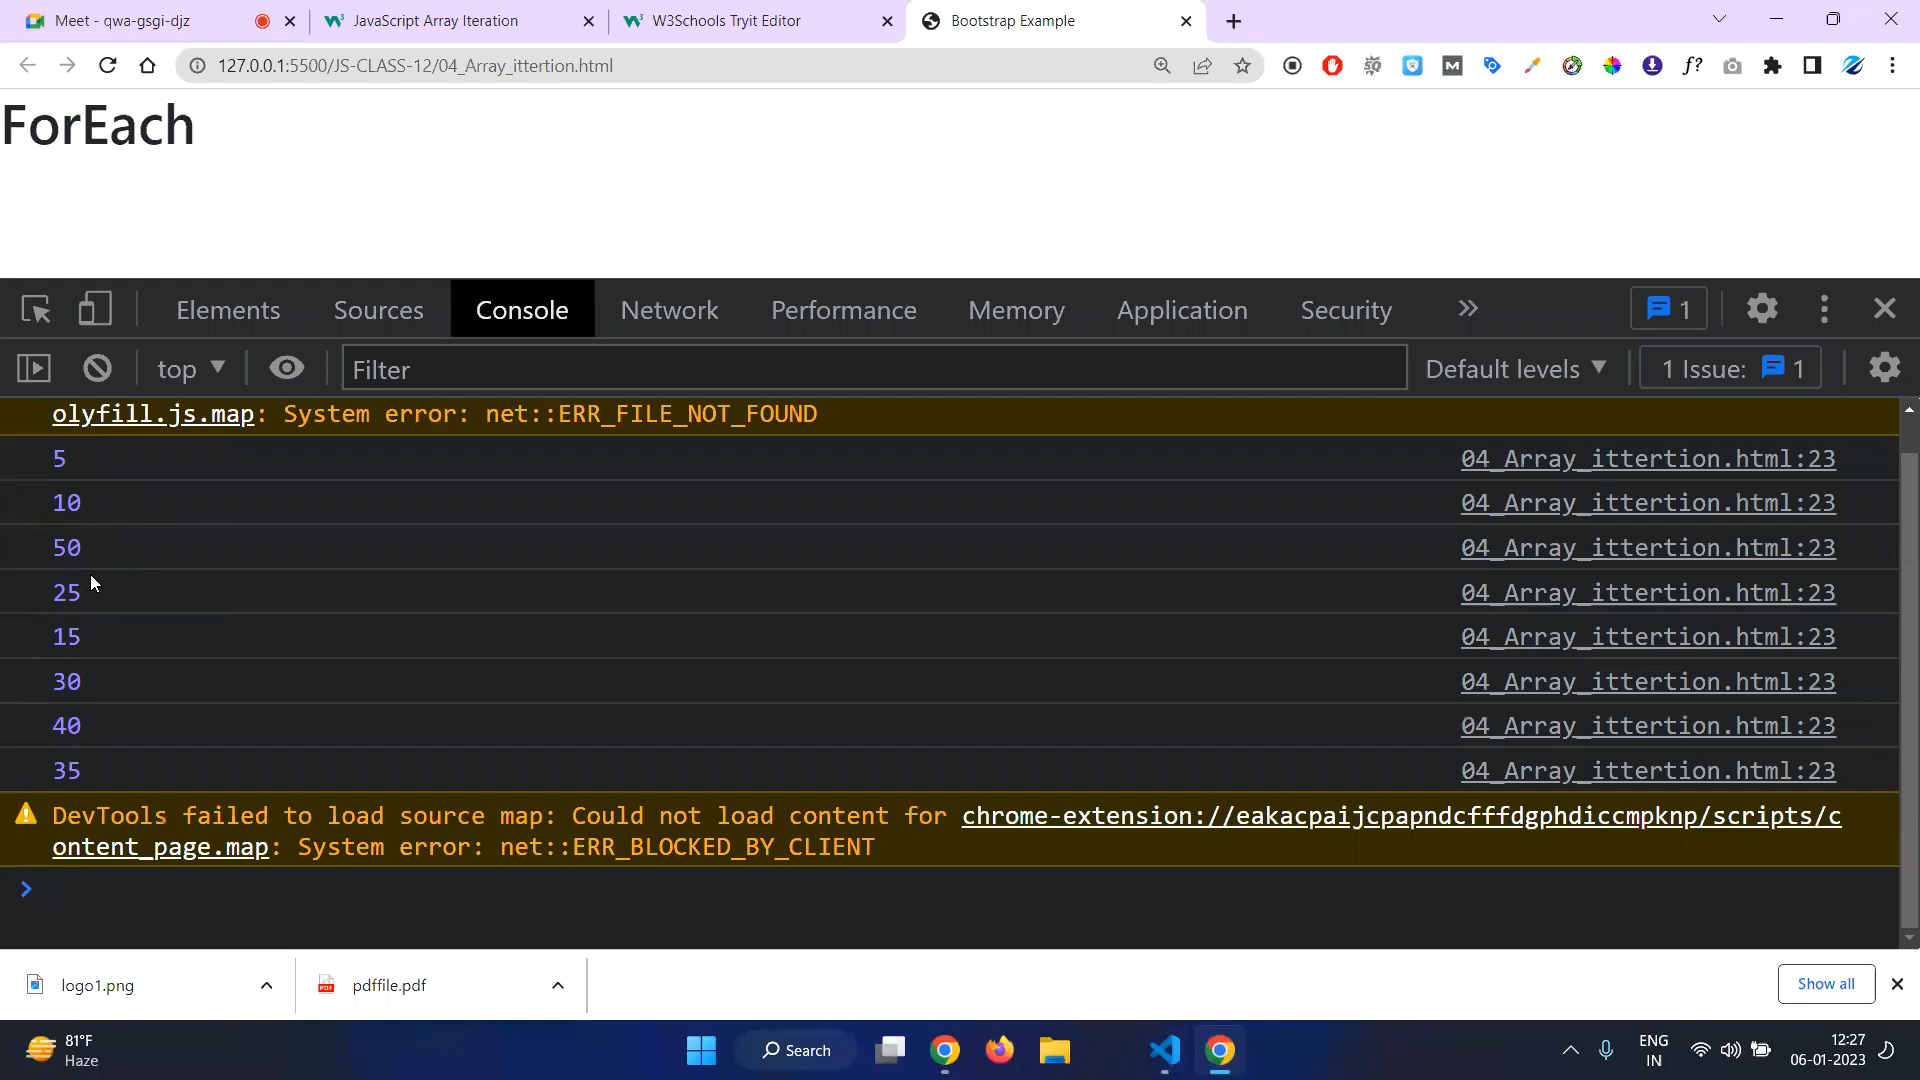 Meet - qwa-gsgi-djz
JavaScript Array Iteration
W3Schools Tryit Editor
Bootstrap Example
127.0.0.1:5500/JS-CLASS-12/04_Array_ittertion.html
ForEach
Elements Sources Console Network Performance Memory Application Security 1
top Filter Default levels 1 Issue: 1
olyfill.js.map: System error: net::ERR_FILE_NOT_FOUND
5 04_Array_ittertion.html:23
10 04_Array_ittertion.html:23
50 04_Array_ittertion.html:23
25 04_Array_ittertion.html:23
15 04_Array_ittertion.html:23
30 04_Array_ittertion.html:23
40 04_Array_ittertion.html:23
35 04_Array_ittertion.html:23
DevTools failed to load source map: Could not load content for chrome-extension://eakacpaijcpapndcfffdgphdiccmpknp/scripts/c
ontent_page.map: System error: net::ERR_BLOCKED_BY_CLIENT
logo1.png
pdffile.pdf
Show all
81°F
Haze
Search
ENG
IN
12:27
06-01-2023